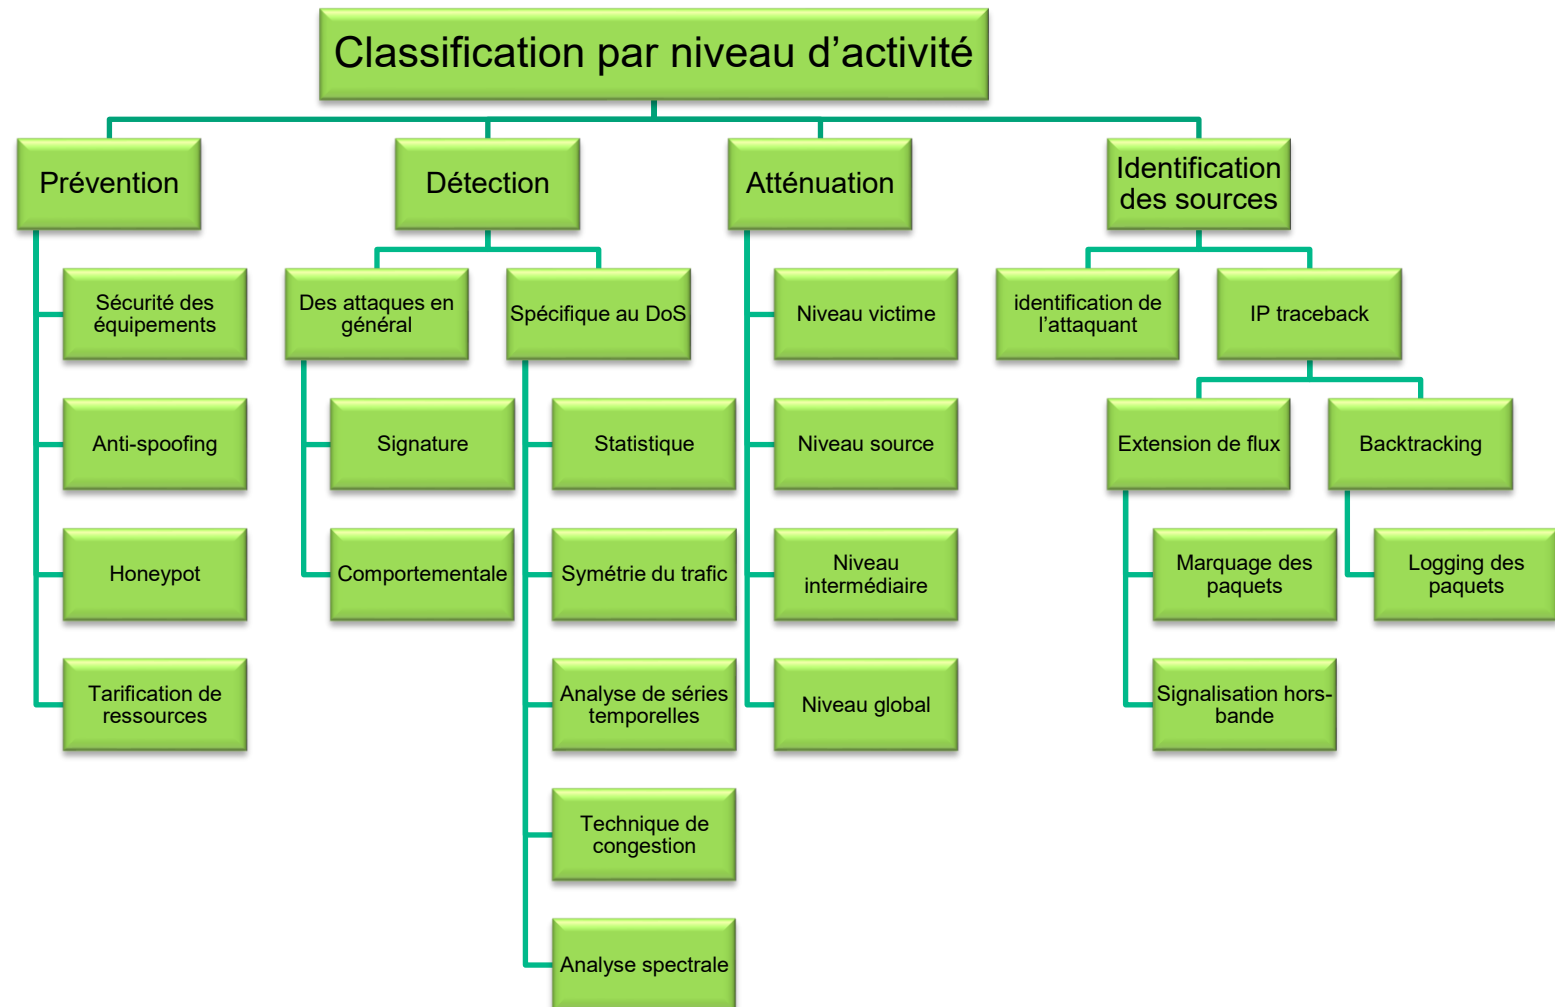 Classification par niveau d’activité
Prévention
Détection
Atténuation
Identification
des sources
Sécurité des
équipements
Anti-spoofing
Honeypot
Tarification de
ressources
Des attaques en
général
Signature
Comportementale
Spécifique au DoS
Statistique
Symétrie du trafic
Analyse de séries
temporelles
Technique de
congestion
Analyse spectrale
Niveau victime
Niveau source
Niveau
intermédiaire
Niveau global
identification de
l’attaquant
IP traceback
Extension de flux
Marquage des
paquets
Signalisation hors-
bande
Backtracking
Logging des
paquets